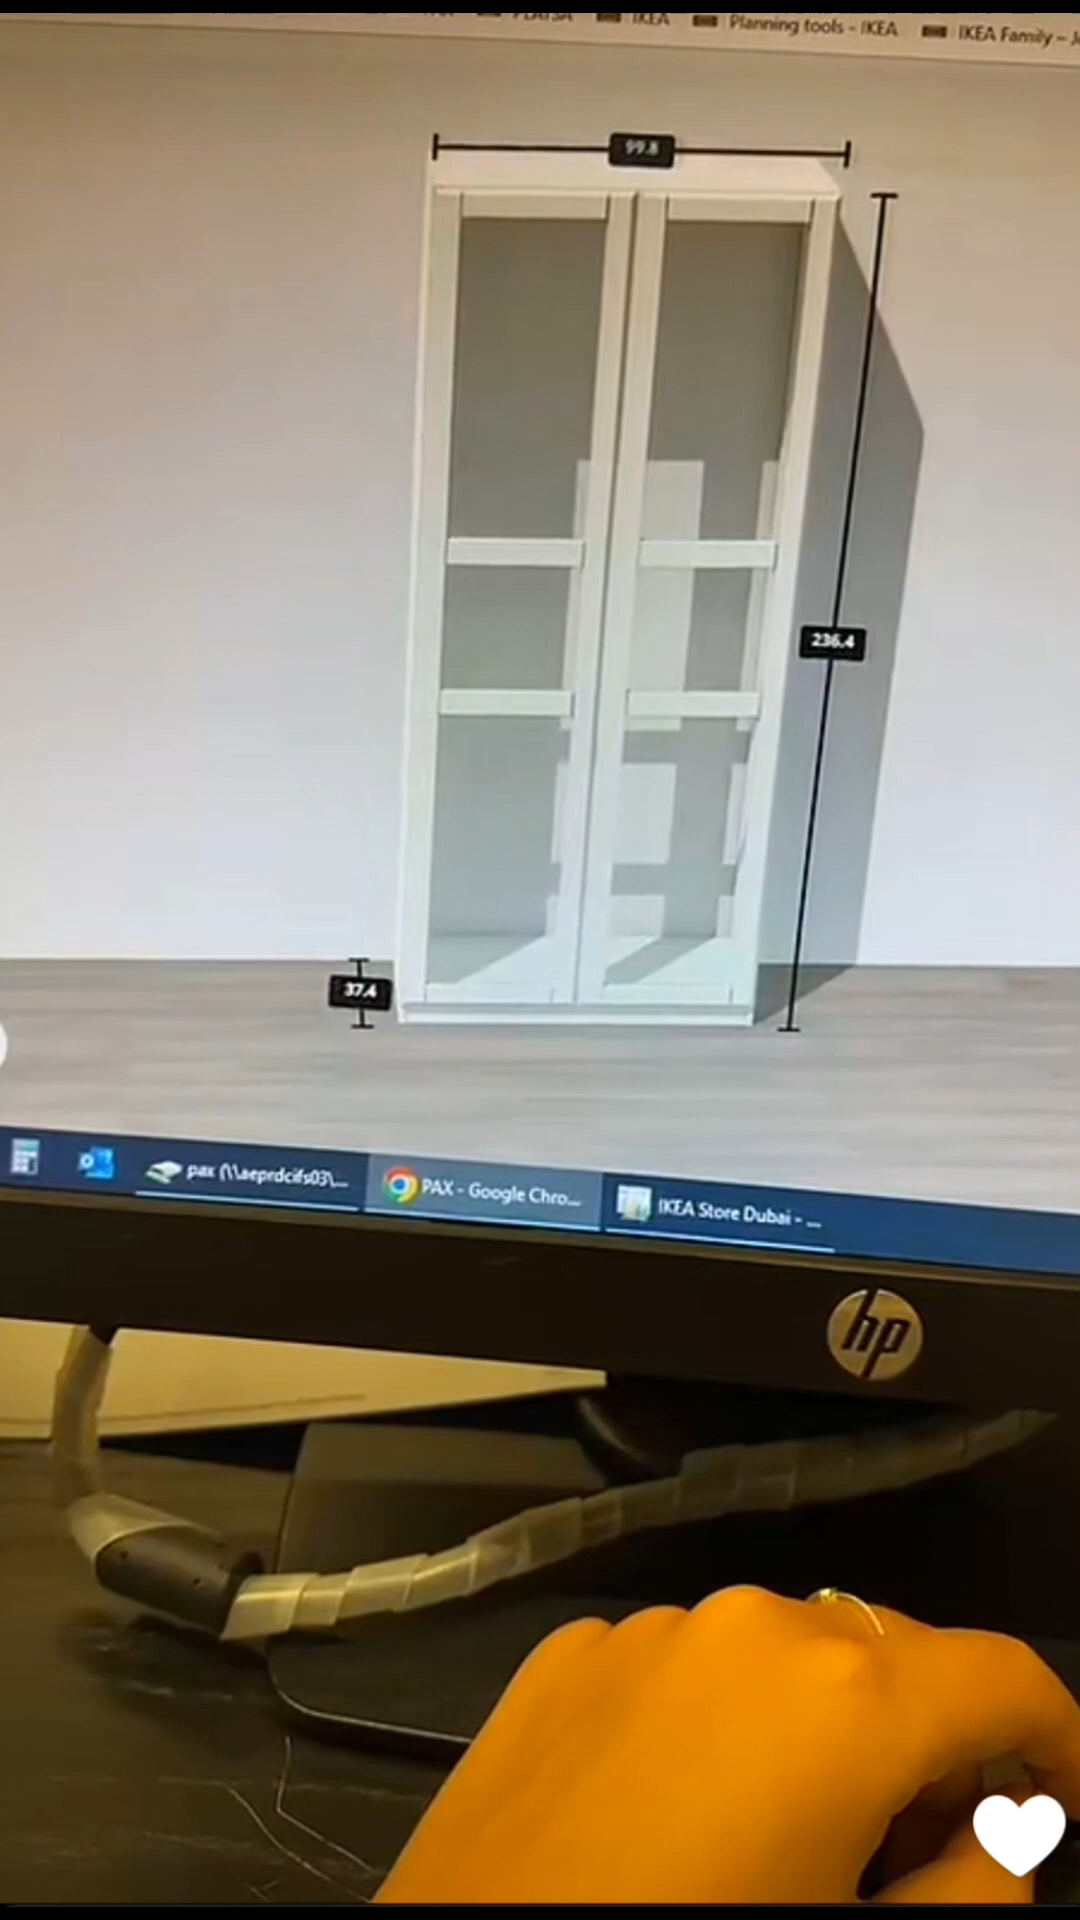 IKEA
Planning tools - IKEA
IKEA Family – J
99.8
236.4
37.4
pax (\\aeprdcifs03\...
PAX - Google Chro...
IKEA Store Dubai - ...
hp